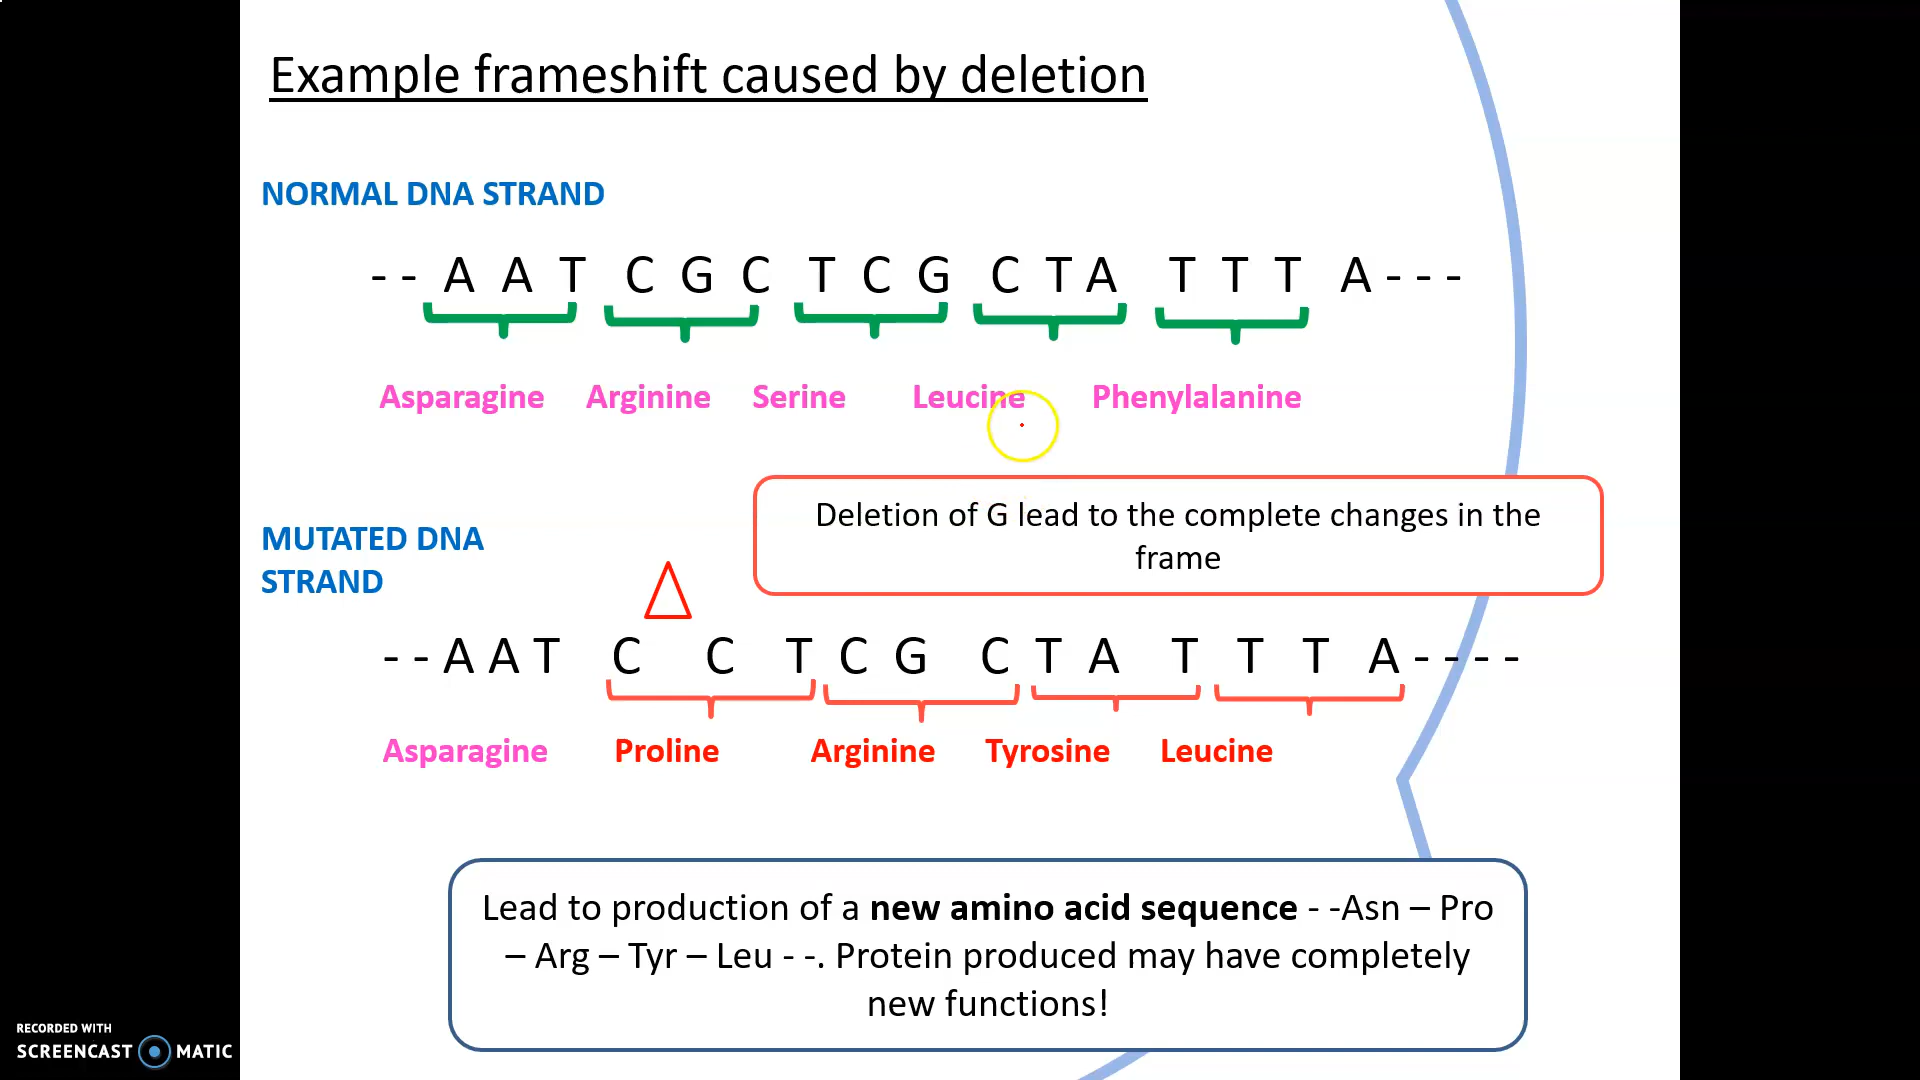 Example frameshift caused by deletion
NORMAL DNA STRAND
- - A A T C G C T C G C T A T T T A - - -
Asparagine Arginine Serine Leucine Phenylalanine
Deletion of G lead to the complete changes in the
frame
MUTATED DNA
STRAND
- - A A T C C T C G C T A T T T A - - - -
Asparagine Proline Arginine Tyrosine Leucine
Lead to production of a new amino acid sequence - -Asn – Pro
– Arg – Tyr – Leu - -. Protein produced may have completely
new functions!
RECORDED WITH
SCREENCAST MATIC